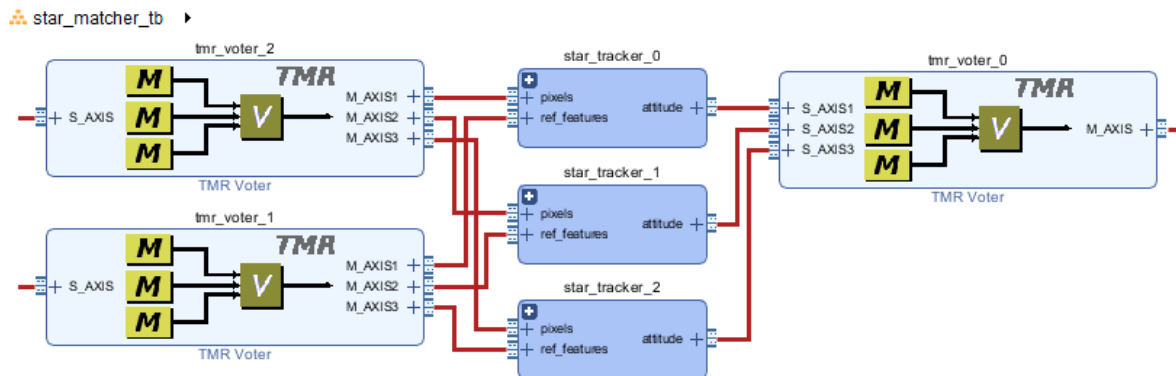 star_matcher_tb
tmr_voter_2
TMR
M
M
M
V
S_AXIS
M_AXIS1
M_AXIS2
M_AXIS3
TMR Voter
tmr_voter_1
TMR
M
M
M
V
S_AXIS
M_AXIS1
M_AXIS2
M_AXIS3
TMR Voter
star_tracker_0
pixels
ref_features
attitude
star_tracker_1
pixels
ref_features
attitude
star_tracker_2
pixels
ref_features
attitude
tmr_voter_0
TMR
M
M
M
V
S_AXIS1
S_AXIS2
S_AXIS3
M_AXIS
TMR Voter